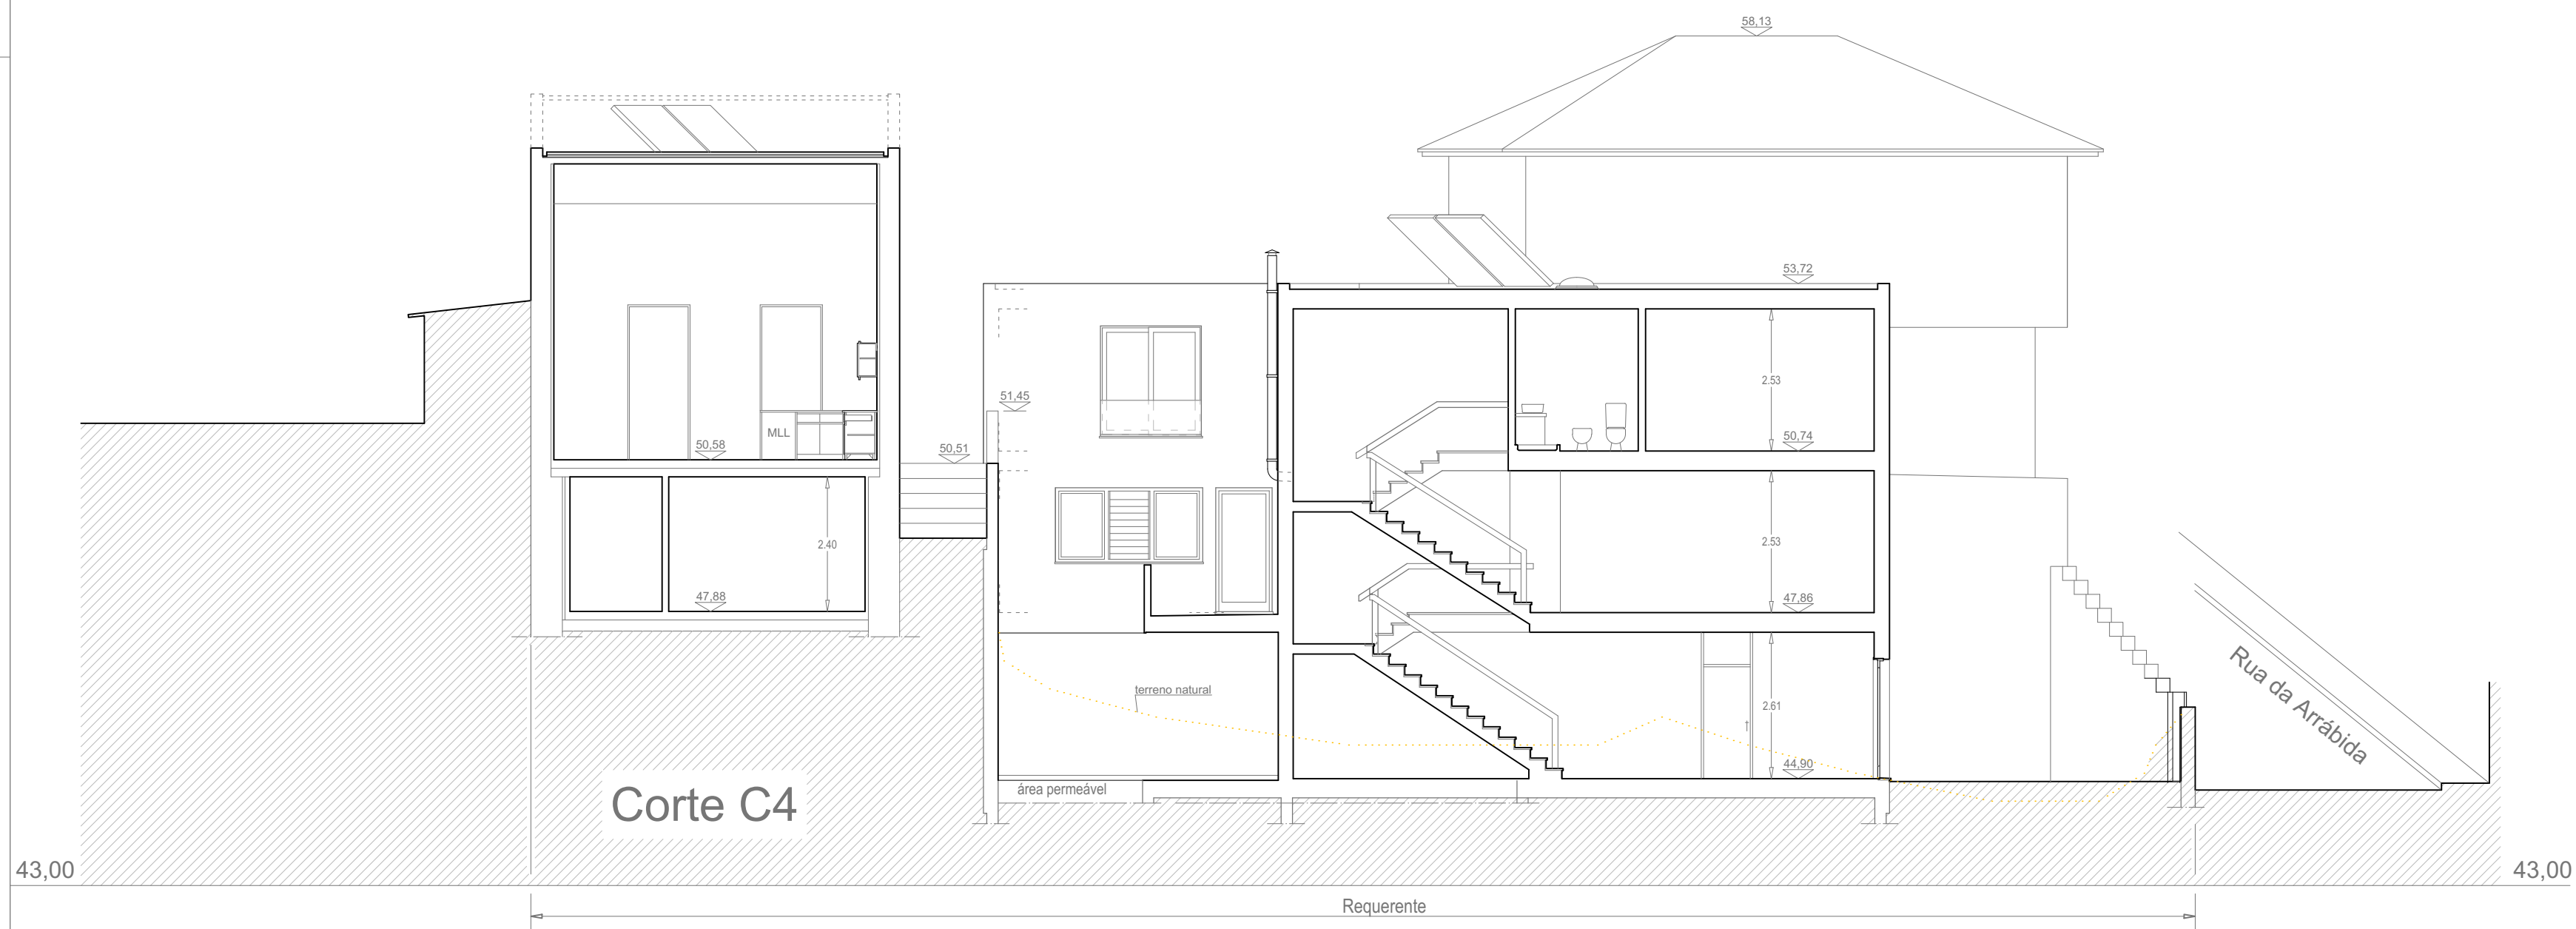 58,13
53,72
2.53
51,45
MLL
50,58
50,51
50,74
2.40
2.53
47,88
47,86
Rua da Arrábida
terreno natural
2.61
44,90
área permeável
Corte C4
43,00
43,00
Requerente